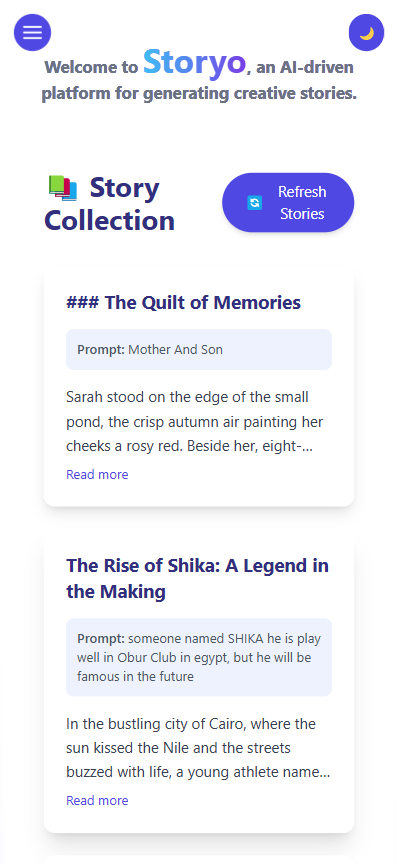 Welcome to Storyo, an AI-driven
platform for generating creative stories.
Story
Collection
Refresh
Stories
### The Quilt of Memories
Prompt: Mother And Son
Sarah stood on the edge of the small
pond, the crisp autumn air painting her
cheeks a rosy red. Beside her, eight-...
Read more
The Rise of Shika: A Legend in
the Making
Prompt: someone named SHIKA he is play
well in Obur Club in egypt, but he will be
famous in the future
In the bustling city of Cairo, where the
sun kissed the Nile and the streets
buzzed with life, a young athlete name...
Read more